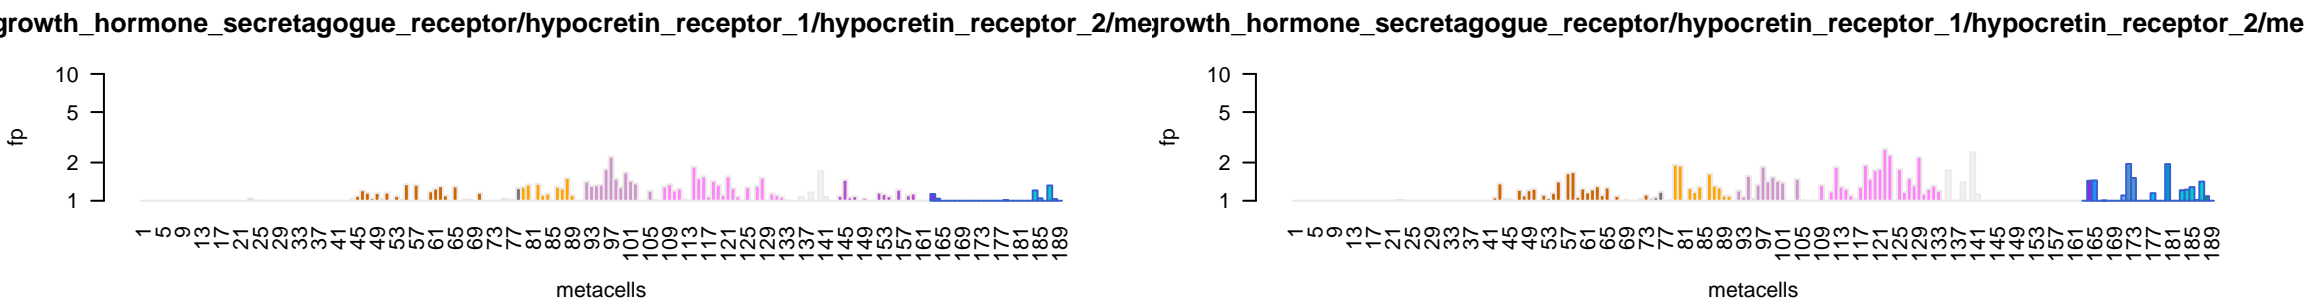 growth_hormone_secretagogue_receptor/hypocretin_receptor_1/hypocretin_receptor_2/me
growth_hormone_secretagogue_receptor/hypocretin_receptor_1/hypocretin_receptor_2/me
10
5
2
1
fp
1 5 9 13 17 21 25 29 33 37 41 45 49 53 57 61 65 69 73 77 81 85 89 93 97 101 105 109 113 117 121 125 129 133 137 141 145 149 153 157 161 165 169 173 177 181 185 189
metacells
10
5
2
1
fp
1 5 9 13 17 21 25 29 33 37 41 45 49 53 57 61 65 69 73 77 81 85 89 93 97 101 105 109 113 117 121 125 129 133 137 141 145 149 153 157 161 165 169 173 177 181 185 189
metacells